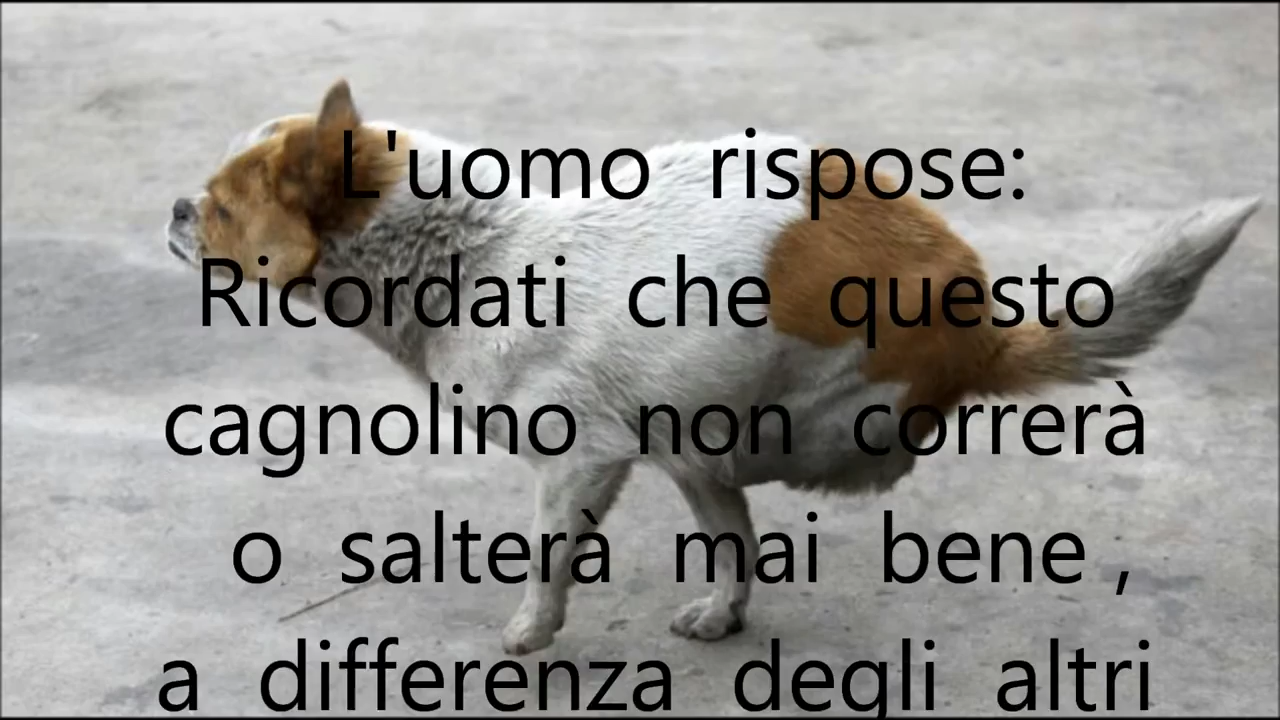 L'uomo rispose:
Ricordati che questo
cagnolino non correrà
o salterà mai bene ,
a differenza degli altri